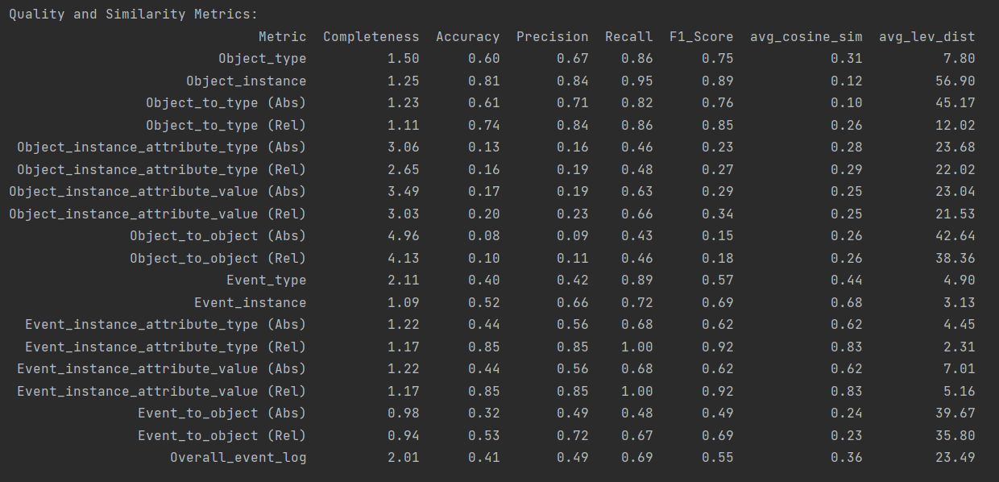 Quality and Similarity Metrics:
Metric Completeness Accuracy Precision Recall F1_Score avg_cosine_sim avg_lev_dist
Object_type 1.50 0.60 0.67 0.86 0.75 0.31 7.80
Object_instance 1.25 0.81 0.84 0.95 0.89 0.12 56.90
Object_to_type (Abs) 1.23 0.61 0.71 0.82 0.76 0.10 45.17
Object_to_type (Rel) 1.11 0.74 0.84 0.86 0.85 0.26 12.02
Object_instance_attribute_type (Abs) 3.06 0.13 0.16 0.46 0.23 0.28 23.68
Object_instance_attribute_type (Rel) 2.65 0.16 0.19 0.48 0.27 0.29 22.02
Object_instance_attribute_value (Abs) 3.49 0.17 0.19 0.63 0.29 0.25 23.04
Object_instance_attribute_value (Rel) 3.03 0.20 0.23 0.66 0.34 0.25 21.53
Object_to_object (Abs) 4.96 0.08 0.09 0.43 0.15 0.26 42.64
Object_to_object (Rel) 4.13 0.10 0.11 0.46 0.18 0.26 38.36
Event_type 2.11 0.40 0.42 0.89 0.57 0.44 4.90
Event_instance 1.09 0.52 0.66 0.72 0.69 0.68 3.13
Event_instance_attribute_type (Abs) 1.22 0.44 0.56 0.68 0.62 0.62 4.45
Event_instance_attribute_type (Rel) 1.17 0.85 0.85 1.00 0.92 0.83 2.31
Event_instance_attribute_value (Abs) 1.22 0.44 0.56 0.68 0.62 0.62 7.01
Event_instance_attribute_value (Rel) 1.17 0.85 0.85 1.00 0.92 0.83 5.16
Event_to_object (Abs) 0.98 0.32 0.49 0.48 0.49 0.24 39.67
Event_to_object (Rel) 0.94 0.53 0.72 0.67 0.69 0.23 35.80
Overall_event_log 2.01 0.41 0.49 0.69 0.55 0.36 23.49